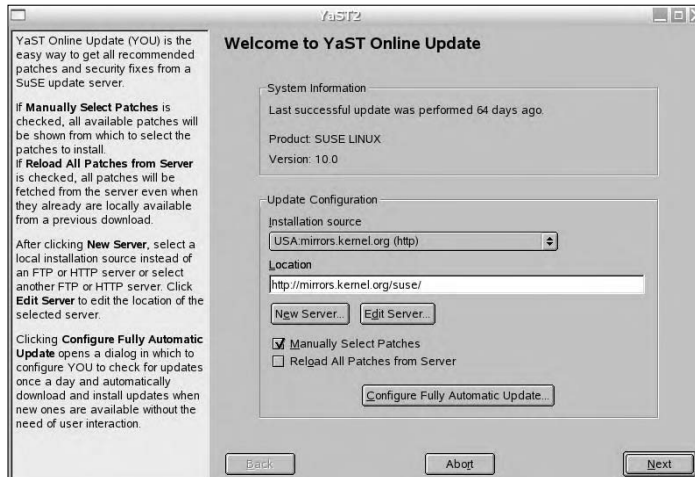 YaST2
YaST Online Update (YOU) is the
easy way to get all recommended
patches and security fixes from a
SuSE update server.
If Manually Select Patches is
checked, all available patches will
be shown from which to select the
patches to install.
If Reload All Patches from Server
is checked, all patches will be
fetched from the server even when
they already are locally available
from a previous download.
After clicking New Server, select a
local installation source instead of
an FTP or HTTP server or select
another FTP or HTTP server. Click
Edit Server to edit the location of the
selected server.
Clicking Configure Fully Automatic
Update opens a dialog in which to
configure YOU to check for updates
once a day and automatically
download and install updates when
new ones are available without the
need of user interaction.
Welcome to YaST Online Update
System Information
Last successful update was performed 64 days ago.
Product: SUSE LINUX
Version: 10.0
Update Configuration
Installation source
USA:mirrors.kernel.org (http)
Location
http://mirrors.kernel.org/suse/
New Server... Edit Server...
Manually Select Patches
Reload All Patches from Server
Configure Fully Automatic Update...
Back Abort Next